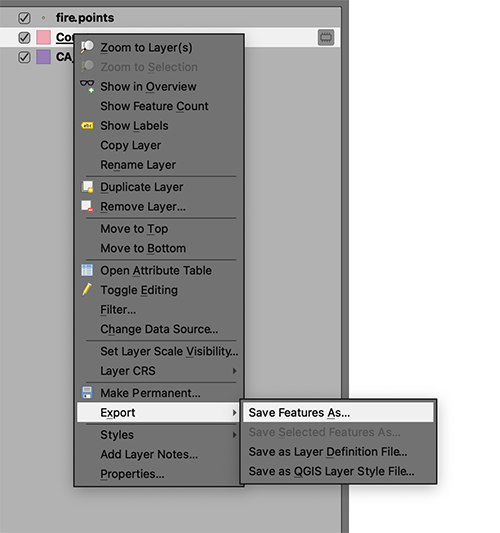 fire.points
Cou
CA
Zoom to Layer(s)
Zoom to Selection
Show in Overview
Show Feature Count
abc Show Labels
Copy Layer
Rename Layer
Duplicate Layer
Remove Layer...
Move to Top
Move to Bottom
Open Attribute Table
Toggle Editing
Filter...
Change Data Source...
Set Layer Scale Visibility...
Layer CRS
Make Permanent...
Export
Save Features As...
Save Selected Features As...
Save as Layer Definition File...
Save as QGIS Layer Style File...
Styles
Add Layer Notes...
Properties...